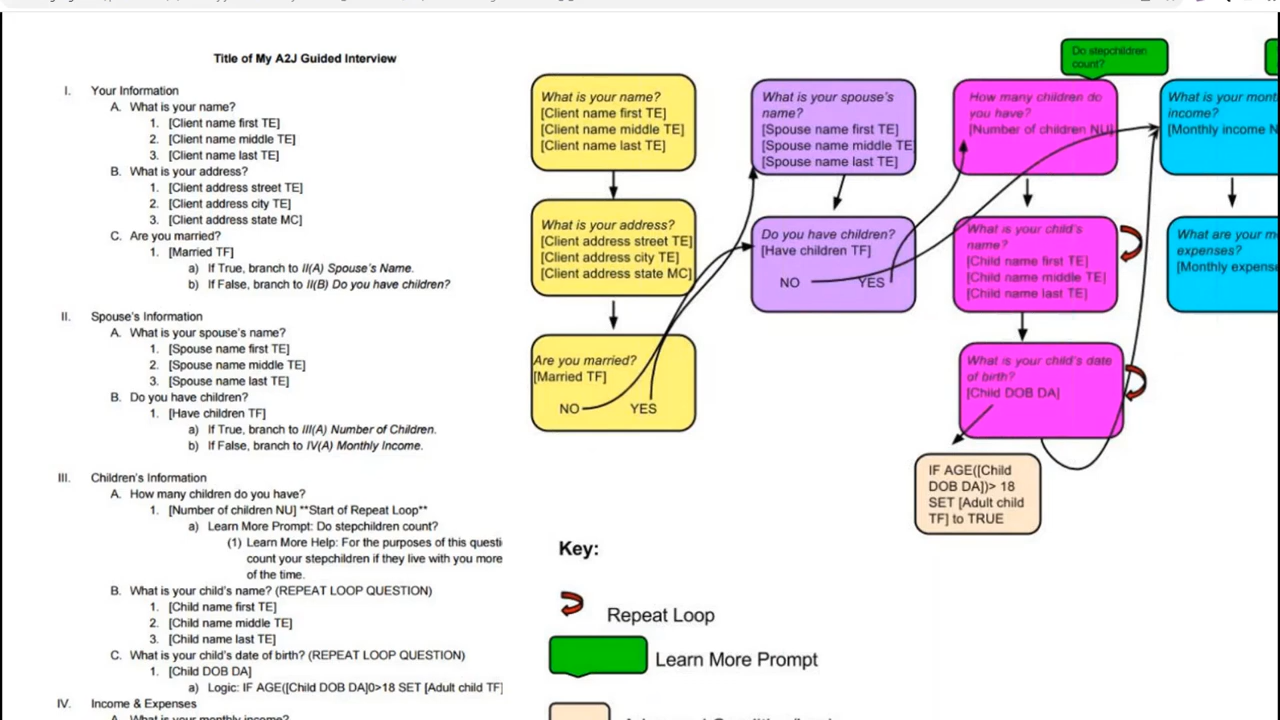 Title of My A2J Guided Interview
I. Your Information
A. What is your name?
1. [Client name first TE]
2. [Client name middle TE]
3. [Client name last TE]
B. What is your address?
1. [Client address street TE]
2. [Client address city TE]
3. [Client address state MC]
C. Are you married?
1. [Married TF]
a) If True, branch to II(A) Spouse's Name.
b) If False, branch to II(B) Do you have children?
II. Spouse's Information
A. What is your spouse's name?
1. [Spouse name first TE]
2. [Spouse name middle TE]
3. [Spouse name last TE]
B. Do you have children?
1. [Have children TF]
a) If True, branch to III(A) Number of Children.
b) If False, branch to IV(A) Monthly Income.
III. Children's Information
A. How many children do you have?
1. [Number of children NU] **Start of Repeat Loop**
a) Learn More Prompt: Do stepchildren count?
(1) Learn More Help: For the purposes of this questi
count your stepchildren if they live with you more
of the time.
B. What is your child's name? (REPEAT LOOP QUESTION)
1. [Child name first TE]
2. [Child name middle TE]
3. [Child name last TE]
C. What is your child's date of birth? (REPEAT LOOP QUESTION)
1. [Child DOB DA]
a) Logic: IF AGE([Child DOB DA]0>18 SET [Adult child TF]
IV. Income & Expenses
A. What is your monthly income?
What is your name?
[Client name first TE]
[Client name middle TE]
[Client name last TE]
What is your address?
[Client address street TE]
[Client address city TE]
[Client address state MC]
Are you married?
[Married TF]
NO YES
What is your spouse's
name?
[Spouse name first TE]
[Spouse name middle TE
[Spouse name last TE]
Do you have children?
[Have children TF]
NO YES
Do stepchildren
count?
How many children do
you have?
[Number of children NU]
What is your child's
name?
[Child name first TE]
[Child name middle TE]
[Child name last TE]
What is your child's date
of birth?
[Child DOB DA]
IF AGE([Child
DOB DA])> 18
SET [Adult child
TF] to TRUE
What is your mont
income?
[Monthly income N
What are your m
expenses?
[Monthly expense
Key:
Repeat Loop
Learn More Prompt